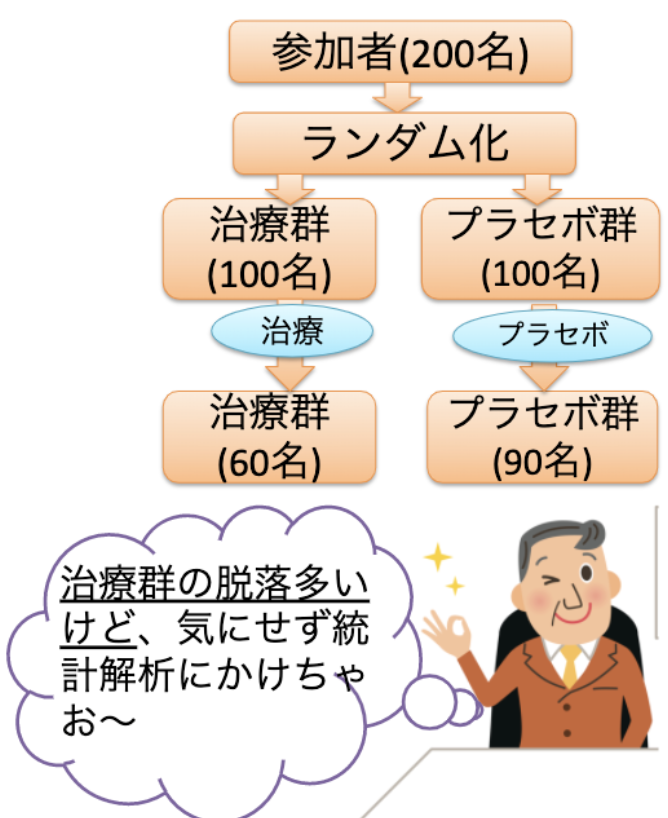 参加者(200名)
ランダム化
治療群
(100名)
プラセボ群
(100名)
治療
プラセボ
治療群
(60名)
プラセボ群
(90名)
治療群の脱落多い
けど、気にせず統
計解析にかけちゃ
お〜